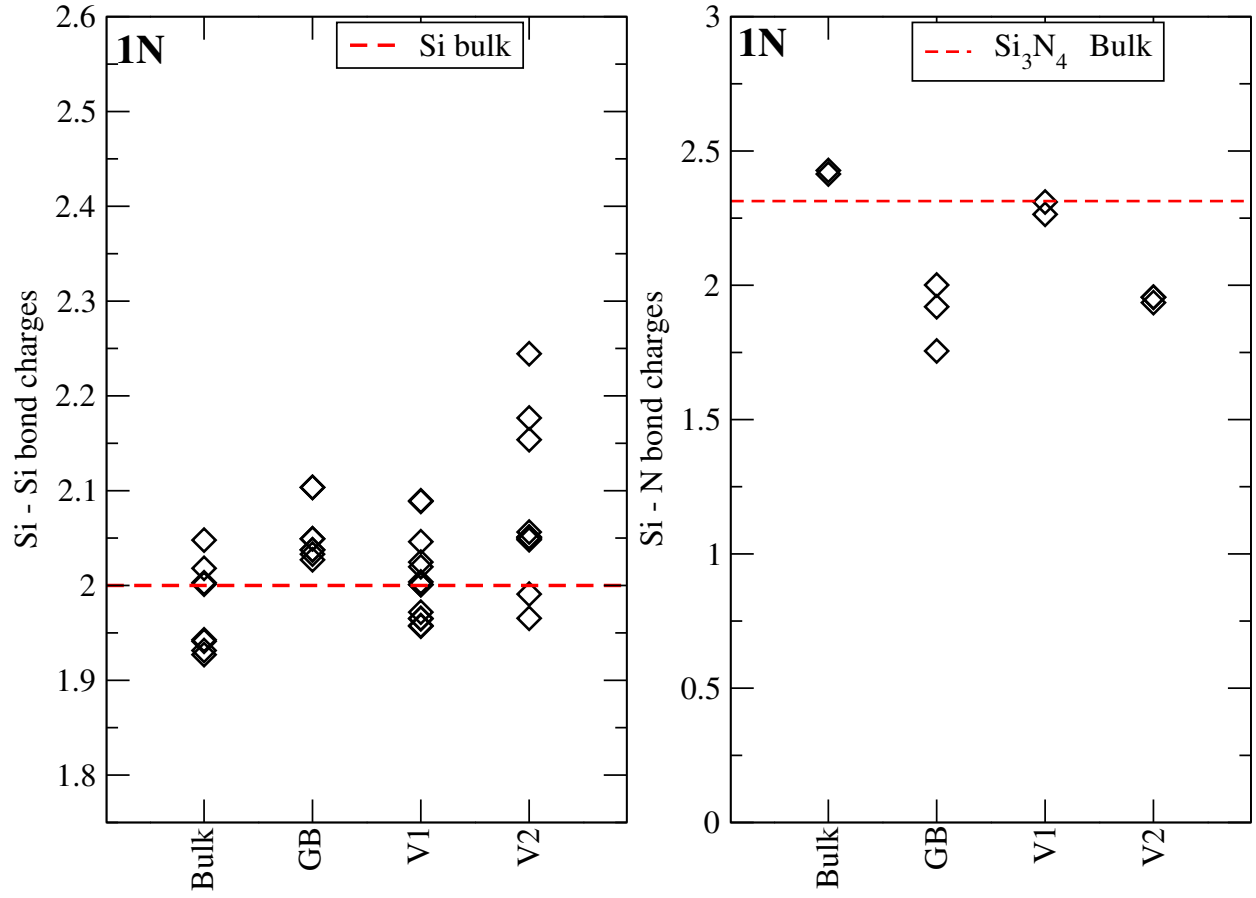 1N
Si bulk
2.6
2.5
2.4
2.3
2.2
2.1
2
1.9
1.8
Si - Si bond charges
Bulk
GB
V1
V2
1N
Si3N4 Bulk
3
2.5
2
1.5
1
0.5
0
Si - N bond charges
Bulk
GB
V1
V2